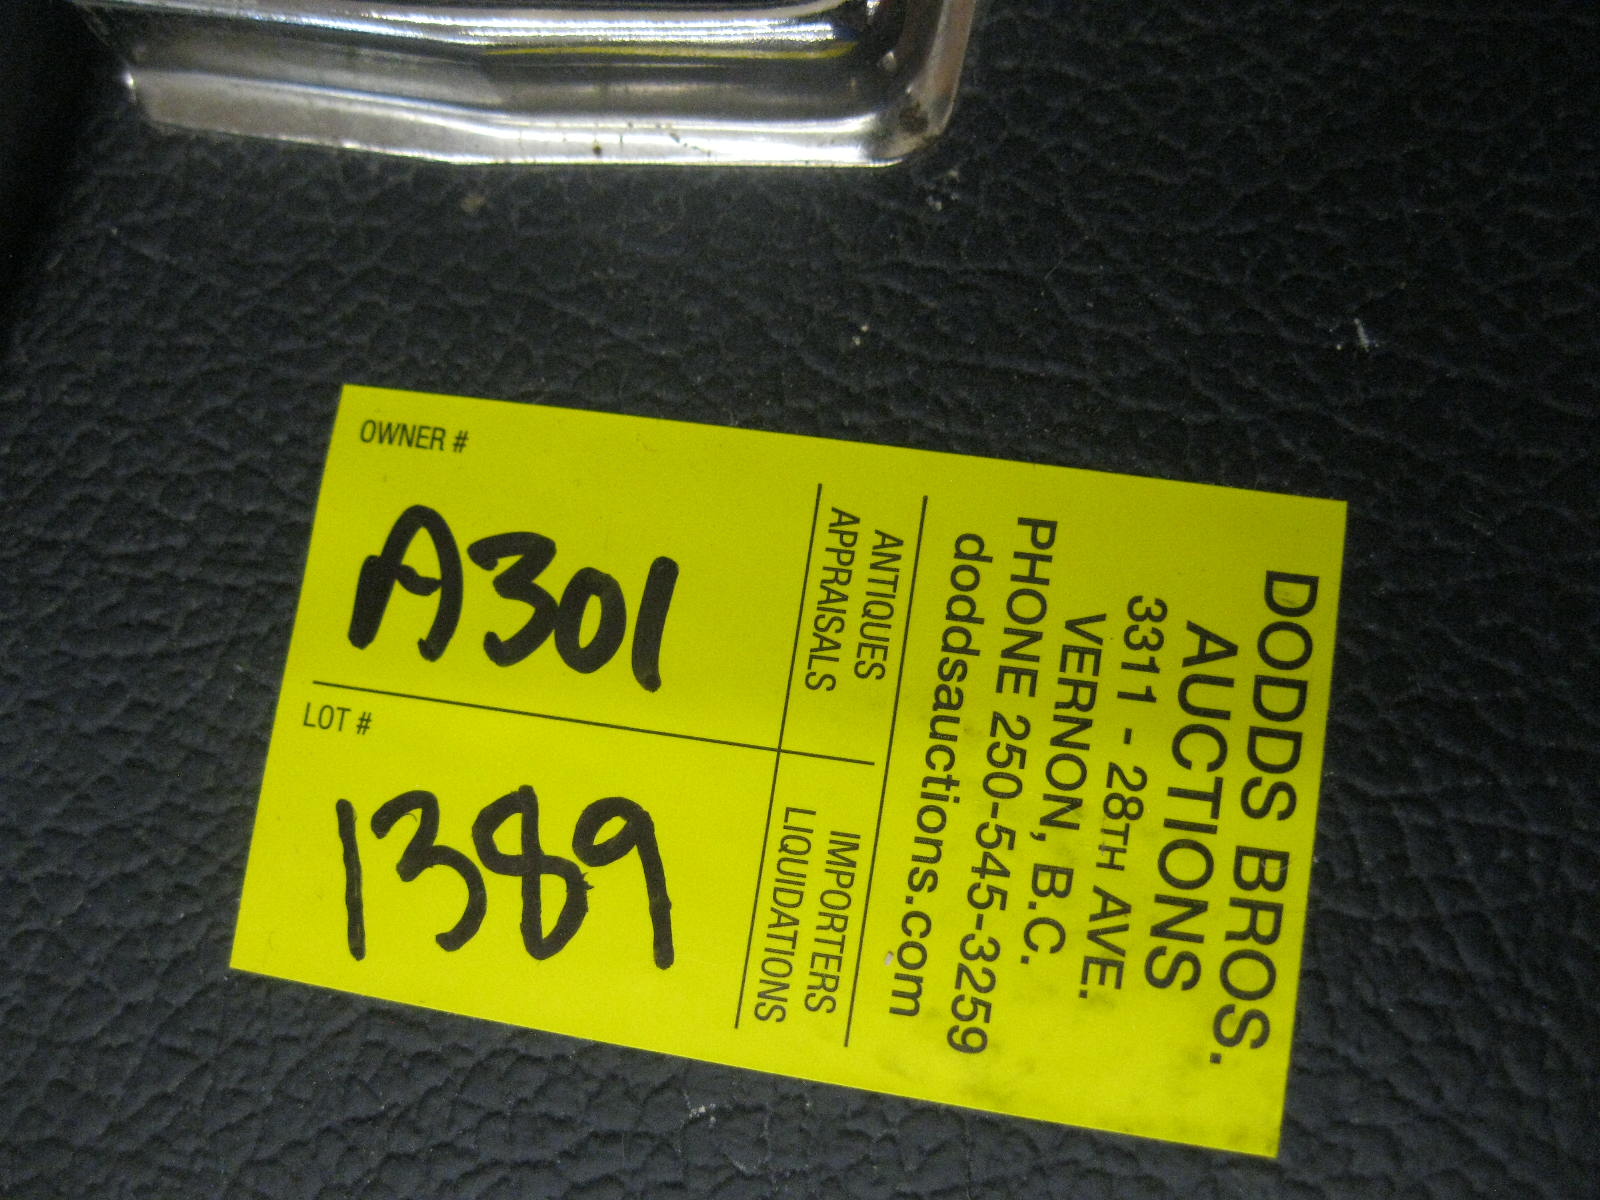 OWNER #
A301
LOT #
1389
DODDS BROS.
AUCTIONS
3311 - 28TH AVE.
VERNON, B.C.
PHONE 250-545-3259
doddsauctions.com
ANTIQUES
APPRAISALS
IMPORTERS
LIQUIDATIONS